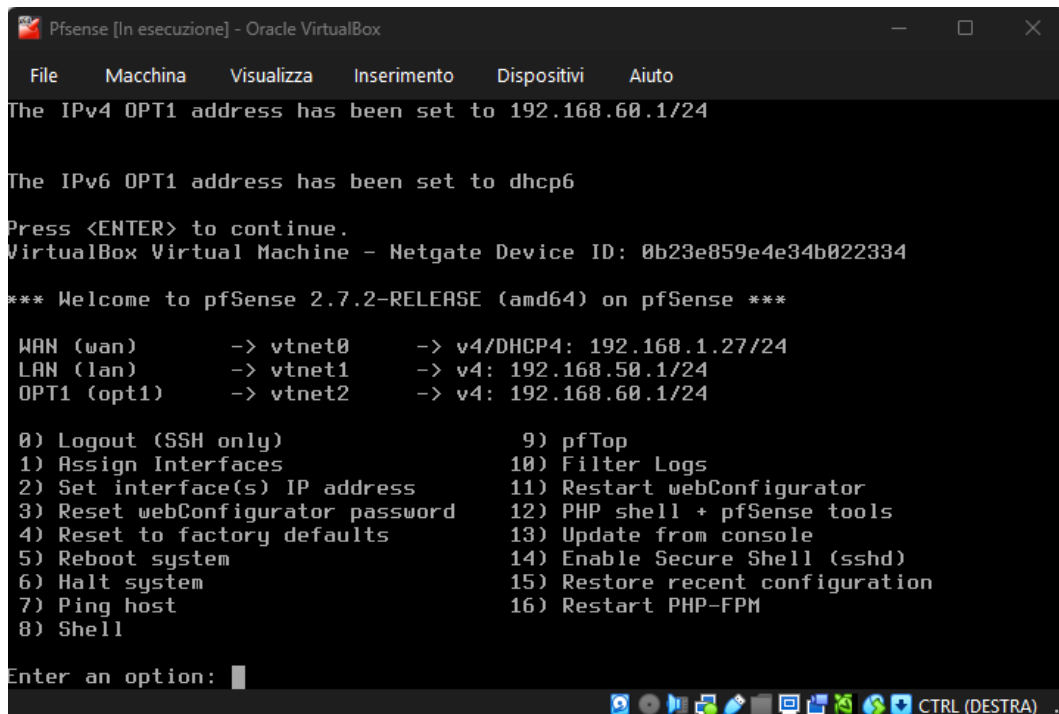 Pfsense [In esecuzione] - Oracle VirtualBox
File Macchina Visualizza Inserimento Dispositivi Aiuto
The IPv4 OPT1 address has been set to 192.168.60.1/24
The IPv6 OPT1 address has been set to dhcp6
Press <ENTER> to continue.
VirtualBox Virtual Machine - Netgate Device ID: 0b23e859e4e34b022334
*** Welcome to pfSense 2.7.2-RELEASE (amd64) on pfSense ***
WAN (wan) -> vtnet0 -> v4/DHCP4: 192.168.1.27/24
LAN (lan) -> vtnet1 -> v4: 192.168.50.1/24
OPT1 (opt1) -> vtnet2 -> v4: 192.168.60.1/24
0) Logout (SSH only) 9) pfTop
1) Assign Interfaces 10) Filter Logs
2) Set interface(s) IP address 11) Restart webConfigurator
3) Reset webConfigurator password 12) PHP shell + pfSense tools
4) Reset to factory defaults 13) Update from console
5) Reboot system 14) Enable Secure Shell (sshd)
6) Halt system 15) Restore recent configuration
7) Ping host 16) Restart PHP-FPM
8) Shell
Enter an option:
CTRL (DESTRA)